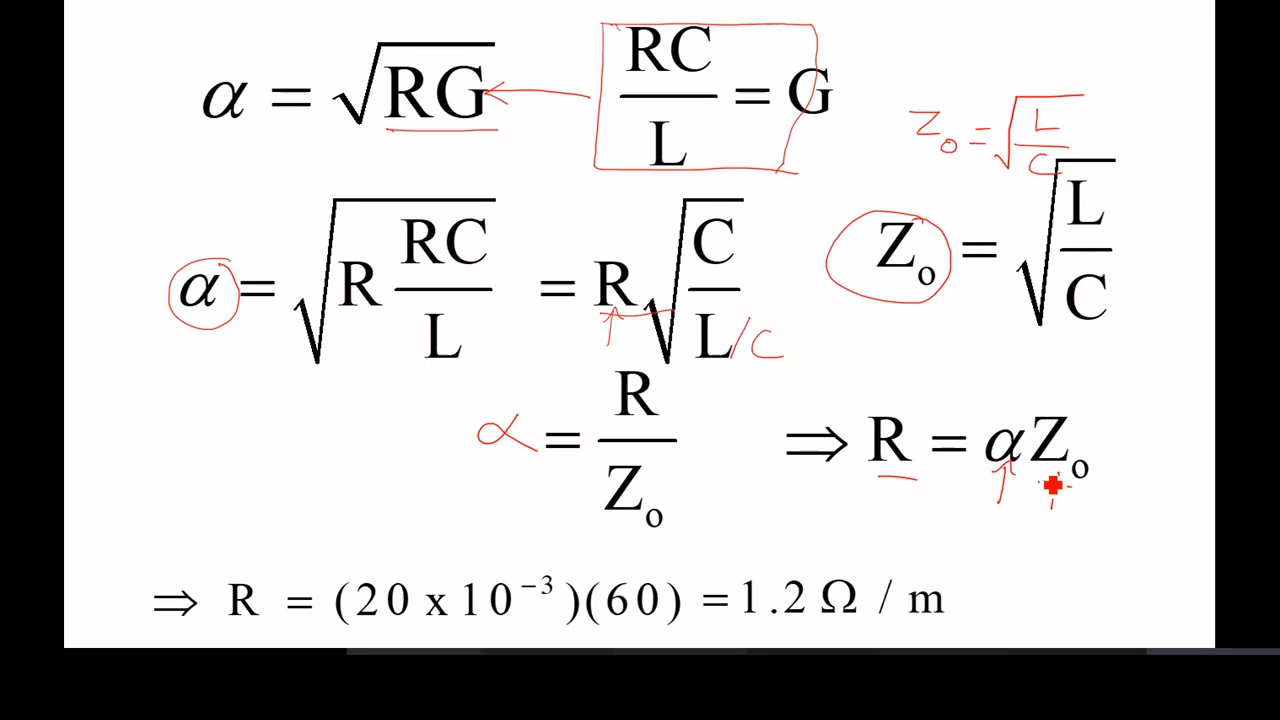 α = √RG    RC/L = G
Z₀ = √L/C
α = √R RC/L = R√C/L    Z₀ = √L/C
/C
α = R/Z₀ ⇒ R = αZ₀
⇒ R = (20 x 10⁻³)(60) = 1.2 Ω / m